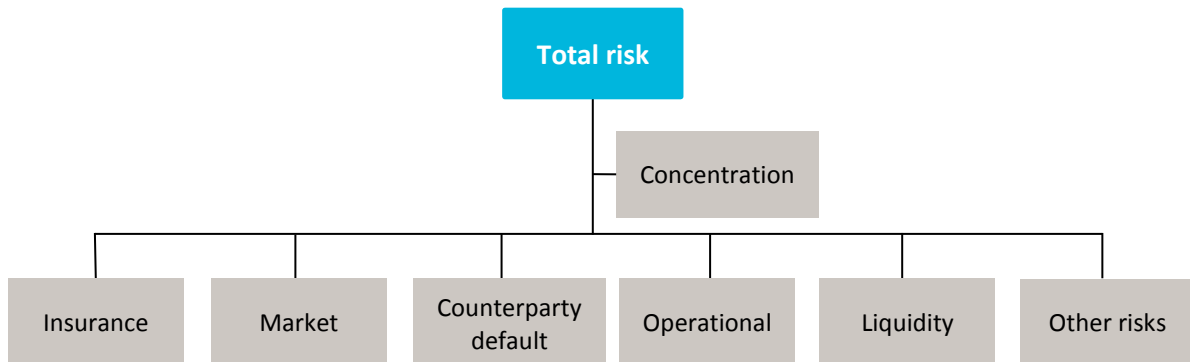 Total risk
Concentration
Insurance
Market
Counterparty
default
Operational
Liquidity
Other risks